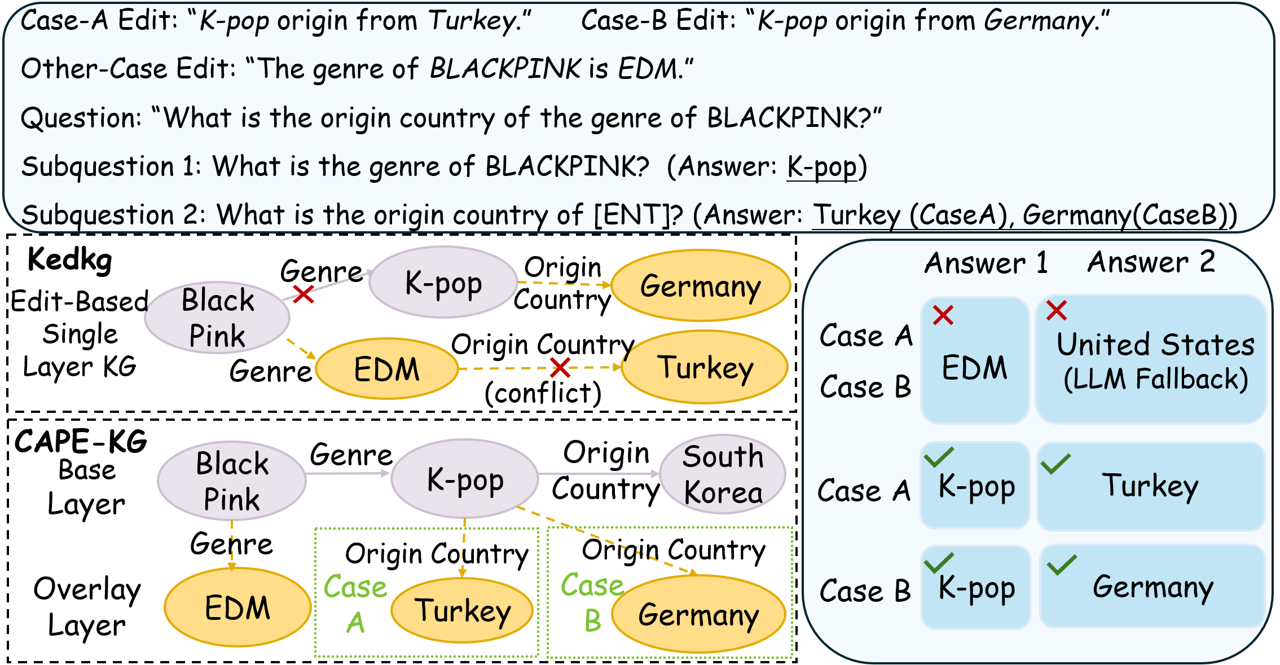 Case-A Edit: “K-pop origin from Turkey.” Case-B Edit: “K-pop origin from Germany.”
Other-Case Edit: “The genre of BLACKPINK is EDM.”
Question: “What is the origin country of the genre of BLACKPINK?”
Subquestion 1: What is the genre of BLACKPINK? (Answer: K-pop)
Subquestion 2: What is the origin country of [ENT]? (Answer: Turkey (CaseA), Germany(CaseB))
Kedkg
Edit-Based
Single
Layer KG
Black
Pink
Genre
K-pop
Origin
Country
Germany
Genre
EDM
Origin Country
(conflict)
Turkey
CAPE-KG
Base
Layer
Black
Pink
Genre
K-pop
Origin
Country
South
Korea
Overlay
Layer
Genre
EDM
Origin Country
Case
A
Turkey
Origin Country
Case
B
Germany
Answer 1 Answer 2
Case A
Case B
EDM
United States
(LLM Fallback)
Case A
K-pop
Turkey
Case B
K-pop
Germany